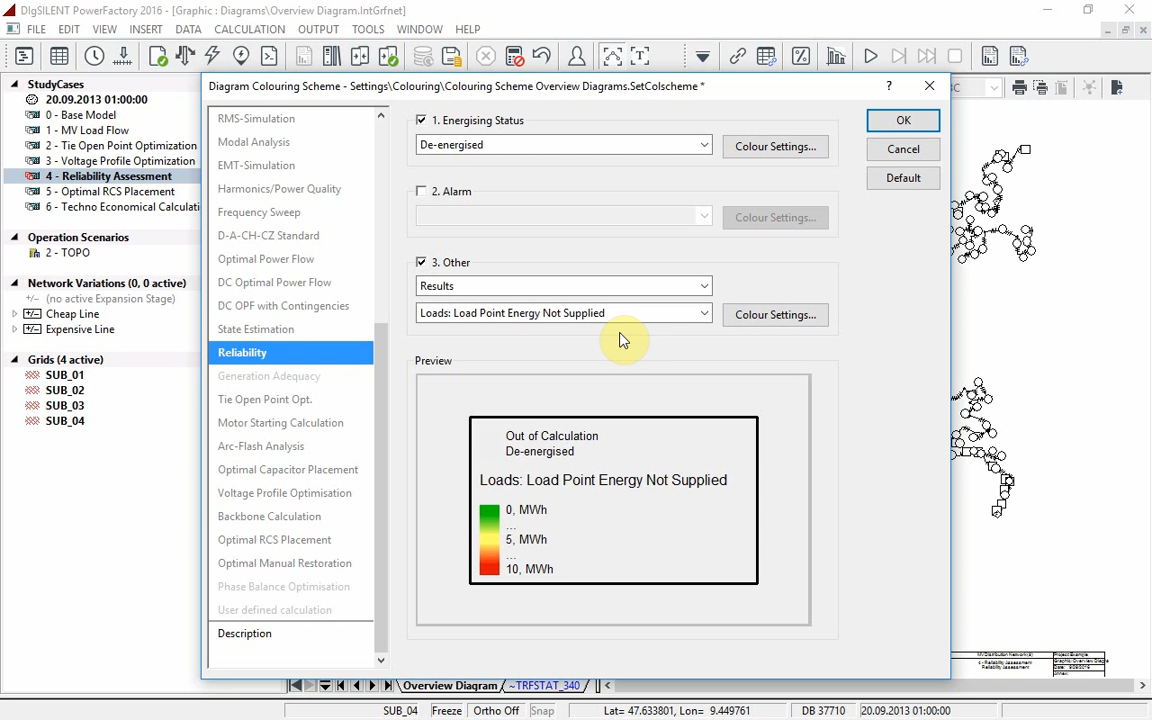 DIgSILENT PowerFactory 2016 - [Graphic : Diagrams\Overview Diagram.IntGrfnet]
FILE EDIT VIEW INSERT DATA CALCULATION OUTPUT TOOLS WINDOW HELP
StudyCases
20.09.2013 01:00:00
0 - Base Model
1 - MV Load Flow
2 - Tie Open Point Optimization
3 - Voltage Profile Optimization
4 - Reliability Assessment
5 - Optimal RCS Placement
6 - Techno Economical Calculati
Operation Scenarios
2 - TOPO
Network Variations (0, 0 active)
(no active Expansion Stage)
Cheap Line
Expensive Line
Grids (4 active)
SUB_01
SUB_02
SUB_03
SUB_04
Diagram Colouring Scheme - Settings\Colouring\Colouring Scheme Overview Diagrams.SetColscheme *
?
RMS-Simulation
Modal Analysis
EMT-Simulation
Harmonics/Power Quality
Frequency Sweep
D-A-CH-CZ Standard
Optimal Power Flow
DC Optimal Power Flow
DC OPF with Contingencies
State Estimation
Reliability
Generation Adequacy
Tie Open Point Opt.
Motor Starting Calculation
Arc-Flash Analysis
Optimal Capacitor Placement
Voltage Profile Optimisation
Backbone Calculation
Optimal RCS Placement
Optimal Manual Restoration
Phase Balance Optimisation
User defined calculation
Description
1. Energising Status
De-energised
Colour Settings...
2. Alarm
Colour Settings...
3. Other
Results
Loads: Load Point Energy Not Supplied
Colour Settings...
Preview
Out of Calculation
De-energised
Loads: Load Point Energy Not Supplied
0, MWh
...
5, MWh
...
10, MWh
OK
Cancel
Default
Overview Diagram
~TRFSTAT_340
SUB_04 Freeze Ortho Off Snap Lat= 47.633801, Lon= 9.449761 DB 37710 20.09.2013 01:00:00